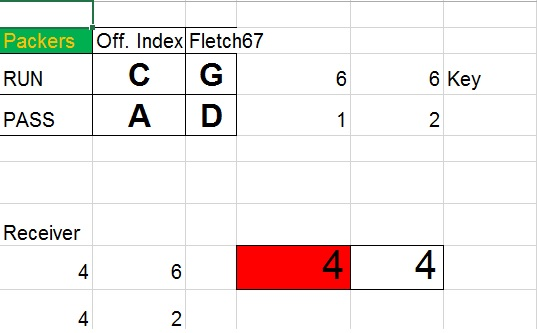 Packers Off. Index Fletch67
RUN C G 6 6 Key
PASS A D 1 2
Receiver
4 6 4 4
4 2